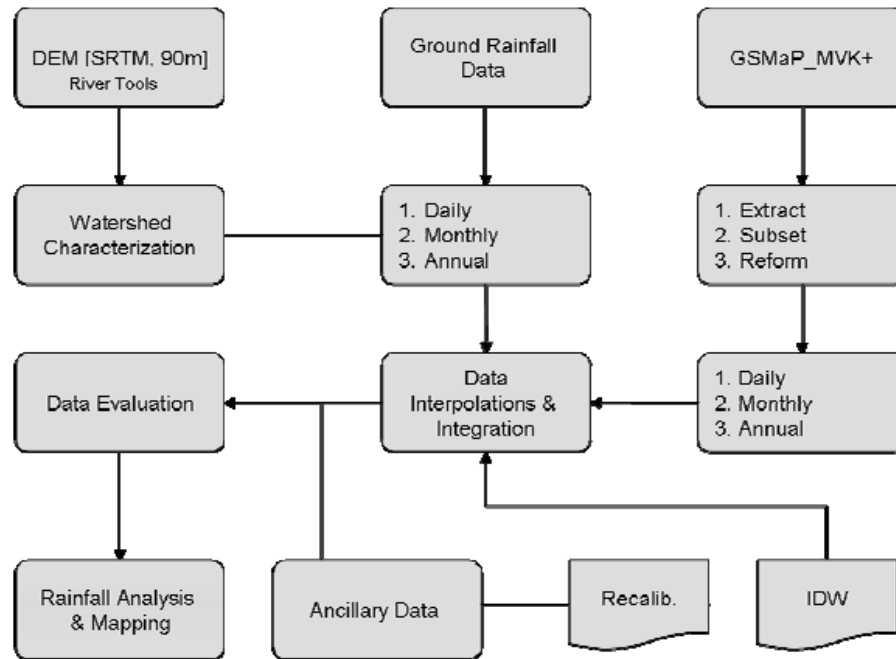 DEM [SRTM, 90m]
River Tools
Ground Rainfall
Data
GSMaP_MVK+
Watershed
Characterization
1. Daily
2. Monthly
3. Annual
1. Extract
2. Subset
3. Reform
Data Evaluation
Data
Interpolations &
Integration
1. Daily
2. Monthly
3. Annual
Rainfall Analysis
& Mapping
Ancillary Data
Recalib.
IDW